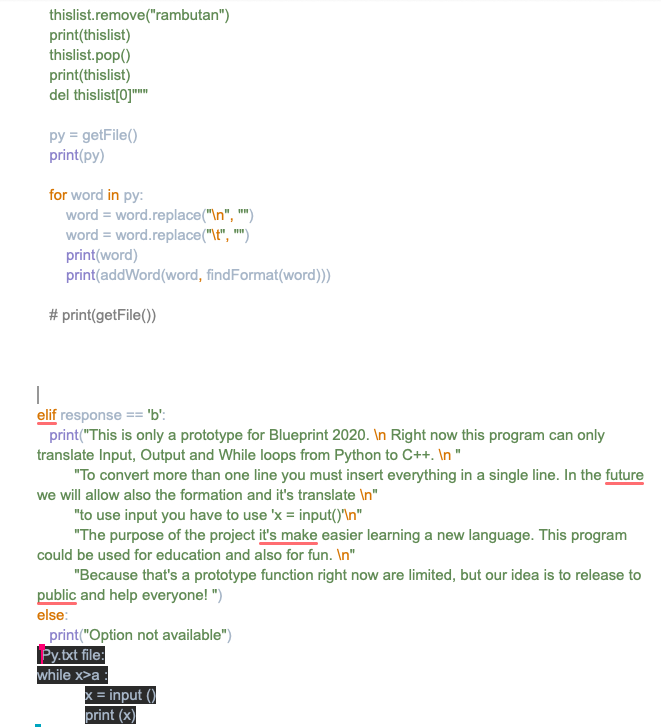 thislist.remove("rambutan")
print(thislist)
thislist.pop()
print(thislist)
del thislist[0]"""
py = getFile()
print(py)
for word in py:
word = word.replace("\n", "")
word = word.replace("\t", "")
print(word)
print(addWord(word, findFormat(word)))
# print(getFile())
elif response == 'b':
print("This is only a prototype for Blueprint 2020. \n Right now this program can only
translate Input, Output and While loops from Python to C++. \n "
"To convert more than one line you must insert everything in a single line. In the future
we will allow also the formation and it's translate \n"
"to use input you have to use 'x = input()'\n"
"The purpose of the project it's make easier learning a new language. This program
could be used for education and also for fun. \n"
"Because that's a prototype function right now are limited, but our idea is to release to
public and help everyone! ")
else:
print("Option not available")
Py.txt file:
while x>a :
x = input ()
print (x)